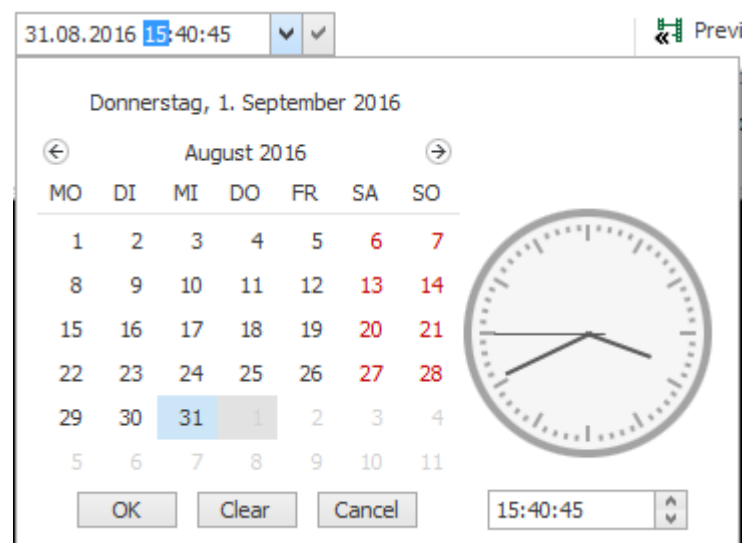 31.08.2016 15:40:45
Previ
Donnerstag, 1. September 2016
August 2016
MO DI MI DO FR SA SO
1 2 3 4 5 6 7
8 9 10 11 12 13 14
15 16 17 18 19 20 21
22 23 24 25 26 27 28
29 30 31 1 2 3 4
5 6 7 8 9 10 11
OK Clear Cancel
15:40:45